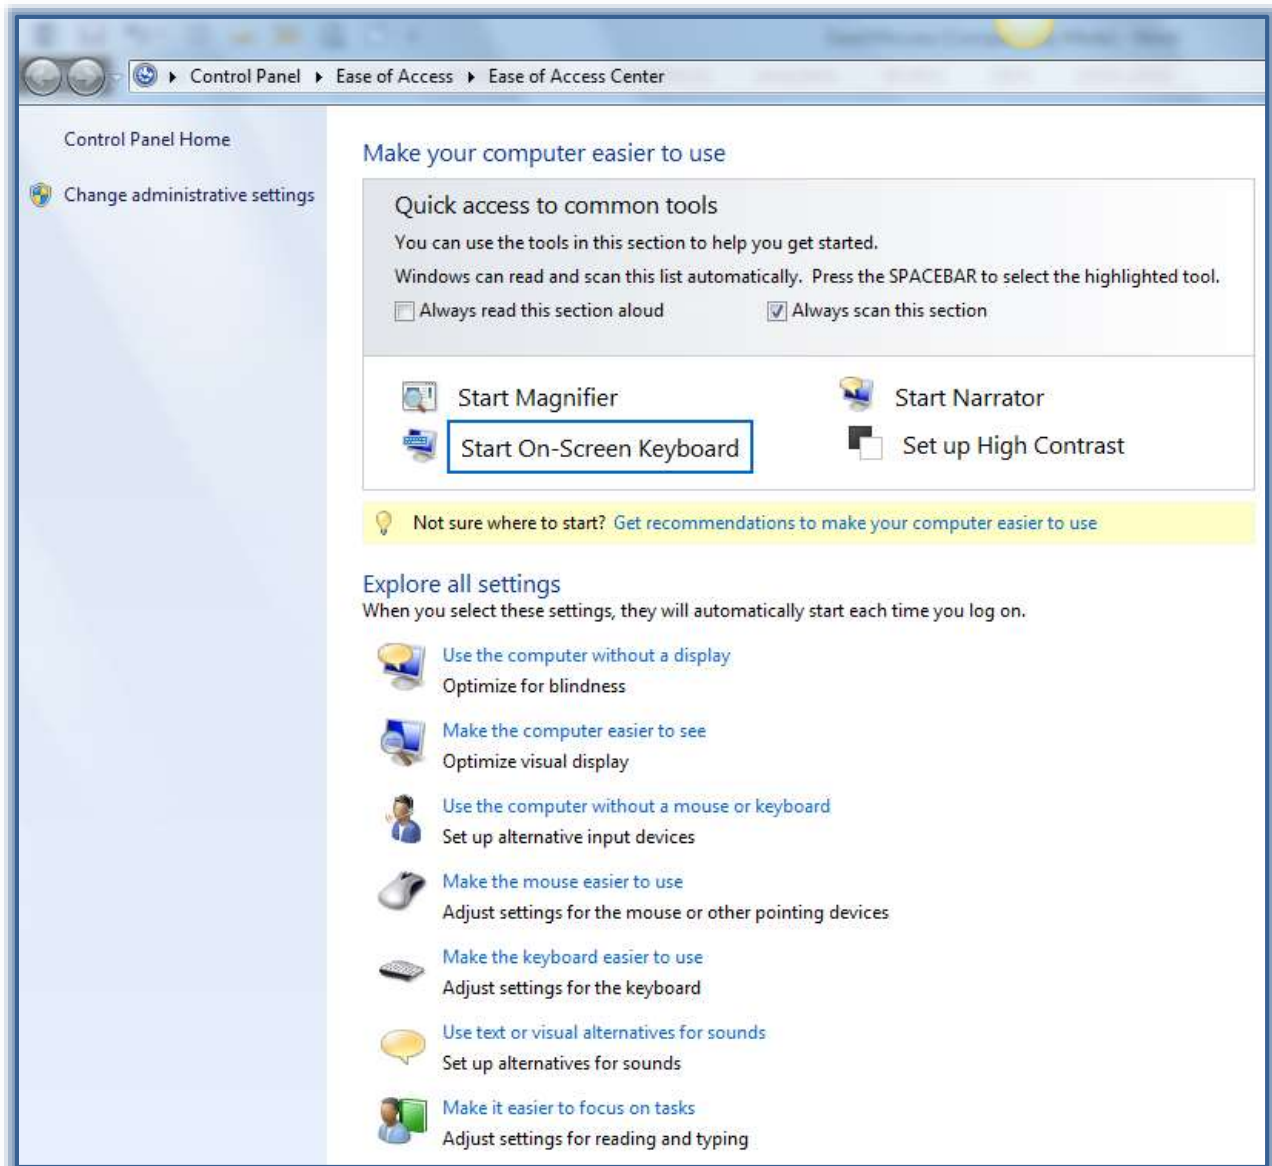 Control Panel Ease of Access Ease of Access Center
Control Panel Home
Change administrative settings
Make your computer easier to use
Quick access to common tools
You can use the tools in this section to help you get started.
Windows can read and scan this list automatically. Press the SPACEBAR to select the highlighted tool.
Always read this section aloud Always scan this section
Start Magnifier Start Narrator
Start On-Screen Keyboard Set up High Contrast
Not sure where to start? Get recommendations to make your computer easier to use
Explore all settings
When you select these settings, they will automatically start each time you log on.
Use the computer without a display
Optimize for blindness
Make the computer easier to see
Optimize visual display
Use the computer without a mouse or keyboard
Set up alternative input devices
Make the mouse easier to use
Adjust settings for the mouse or other pointing devices
Make the keyboard easier to use
Adjust settings for the keyboard
Use text or visual alternatives for sounds
Set up alternatives for sounds
Make it easier to focus on tasks
Adjust settings for reading and typing